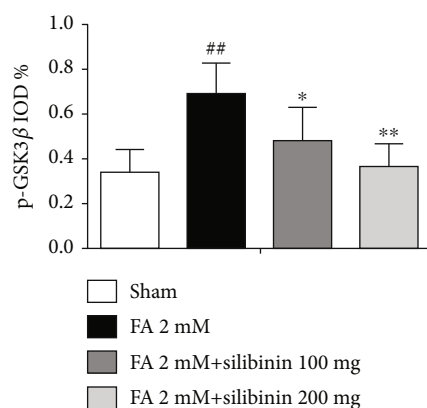 p-GSK3β IOD %
1.0
0.8
0.6
0.4
0.2
0.0
##
*
**
Sham
FA 2 mM
FA 2 mM+silibinin 100 mg
FA 2 mM+silibinin 200 mg